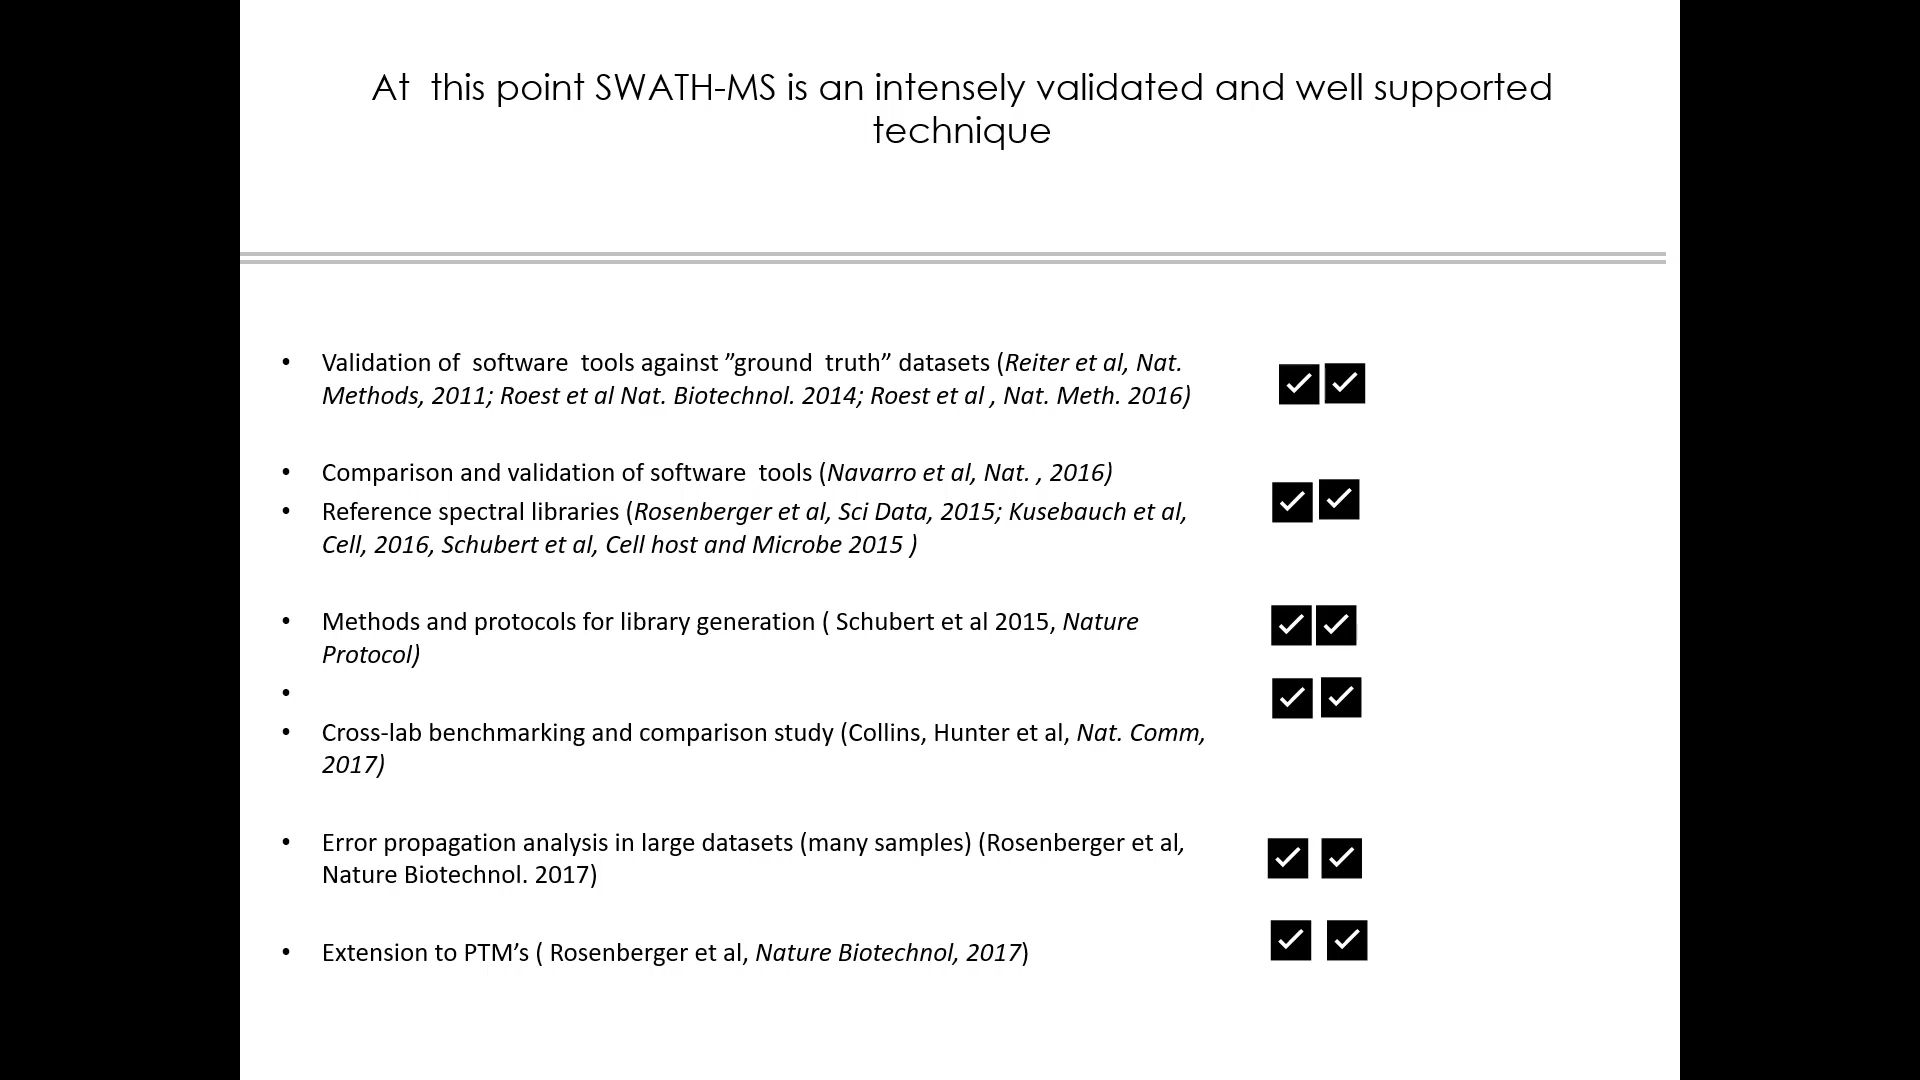 At  this point SWATH-MS is an intensely validated and well supported
technique
• Validation of  software  tools against ”ground  truth” datasets (Reiter et al, Nat.
Methods, 2011; Roest et al Nat. Biotechnol. 2014; Roest et al , Nat. Meth. 2016)
• Comparison and validation of software  tools (Navarro et al, Nat. , 2016)
• Reference spectral libraries (Rosenberger et al, Sci Data, 2015; Kusebauch et al,
Cell, 2016, Schubert et al, Cell host and Microbe 2015 )
• Methods and protocols for library generation ( Schubert et al 2015, Nature
Protocol)
•
• Cross-lab benchmarking and comparison study (Collins, Hunter et al, Nat. Comm,
2017)
• Error propagation analysis in large datasets (many samples) (Rosenberger et al,
Nature Biotechnol. 2017)
• Extension to PTM’s ( Rosenberger et al, Nature Biotechnol, 2017)